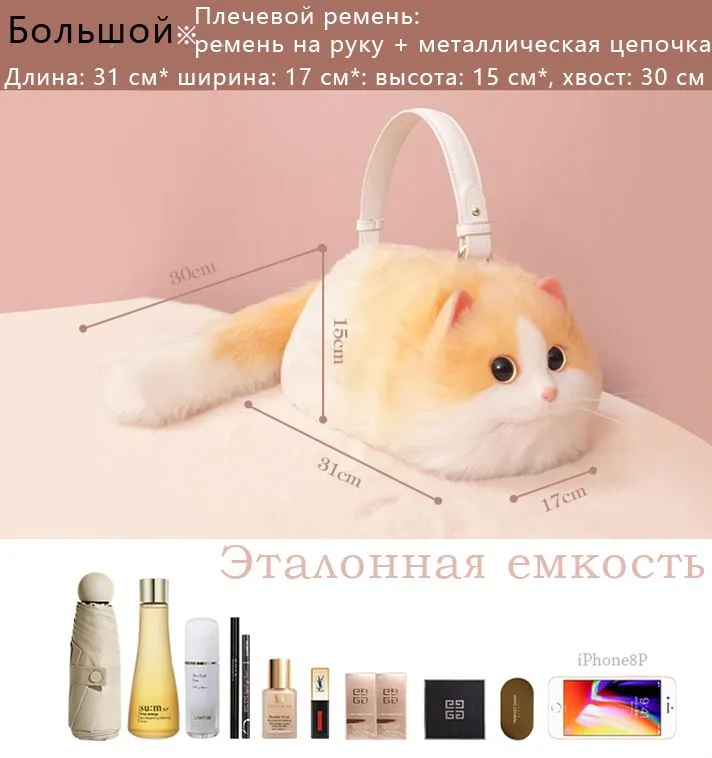 Большой※
Плечевой ремень:
ремень на руку + металлическая цепочка
Длина: 31 см* ширина: 17 см*: высота: 15 см*, хвост: 30 см
30cm
15cm
31cm
17cm
Эталонная емкость
iPhone8P
su:m